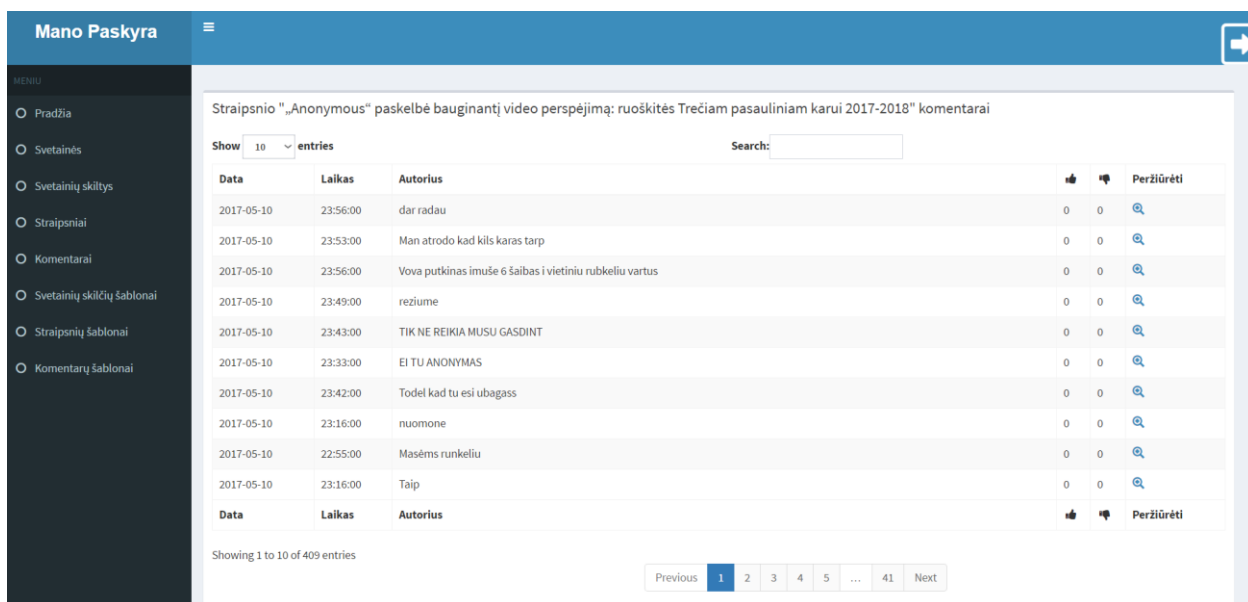 Mano Paskyra
MENIU
Pradžia
Svetainės
Svetainių skiltys
Straipsniai
Komentarai
Svetainių skilčių šablonai
Straipsnių šablonai
Komentarų šablonai
Straipsnio "„Anonymous“ paskelbė bauginantį video perspėjimą: ruoškitės Trečiam pasauliniam karui 2017-2018" komentarai
Show 10 entries Search:
Data Laikas Autorius Peržiūrėti
2017-05-10 23:56:00 dar radau 0 0
2017-05-10 23:53:00 Man atrodo kad kils karas tarp 0 0
2017-05-10 23:56:00 Vova putkinas imuše 6 šaibas i vietiniu rubkeliu vartus 0 0
2017-05-10 23:49:00 reziume 0 0
2017-05-10 23:43:00 TIK NE REIKIA MUSU GASDINT 0 0
2017-05-10 23:33:00 EI TU ANONYMAS 0 0
2017-05-10 23:42:00 Todel kad tu esi ubagass 0 0
2017-05-10 23:16:00 nuomone 0 0
2017-05-10 22:55:00 Masėms runkeliu 0 0
2017-05-10 23:16:00 Taip 0 0
Data Laikas Autorius Peržiūrėti
Showing 1 to 10 of 409 entries
Previous 1 2 3 4 5 ... 41 Next